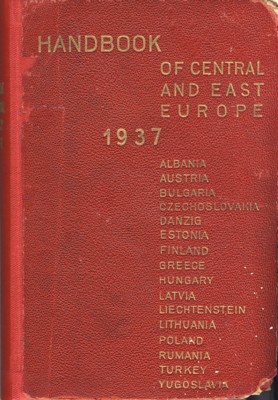 HANDBOOK
OF CENTRAL
AND EAST
EUROPE
1937
ALBANIA
AUSTRIA
BULGARIA
CZECHOSLOVAKIA
DANZIG
ESTONIA
FINLAND
GREECE
HUNGARY
LATVIA
LIECHTENSTEIN
LITHUANIA
POLAND
RUMANIA
TURKEY
YUGOSLAVIA